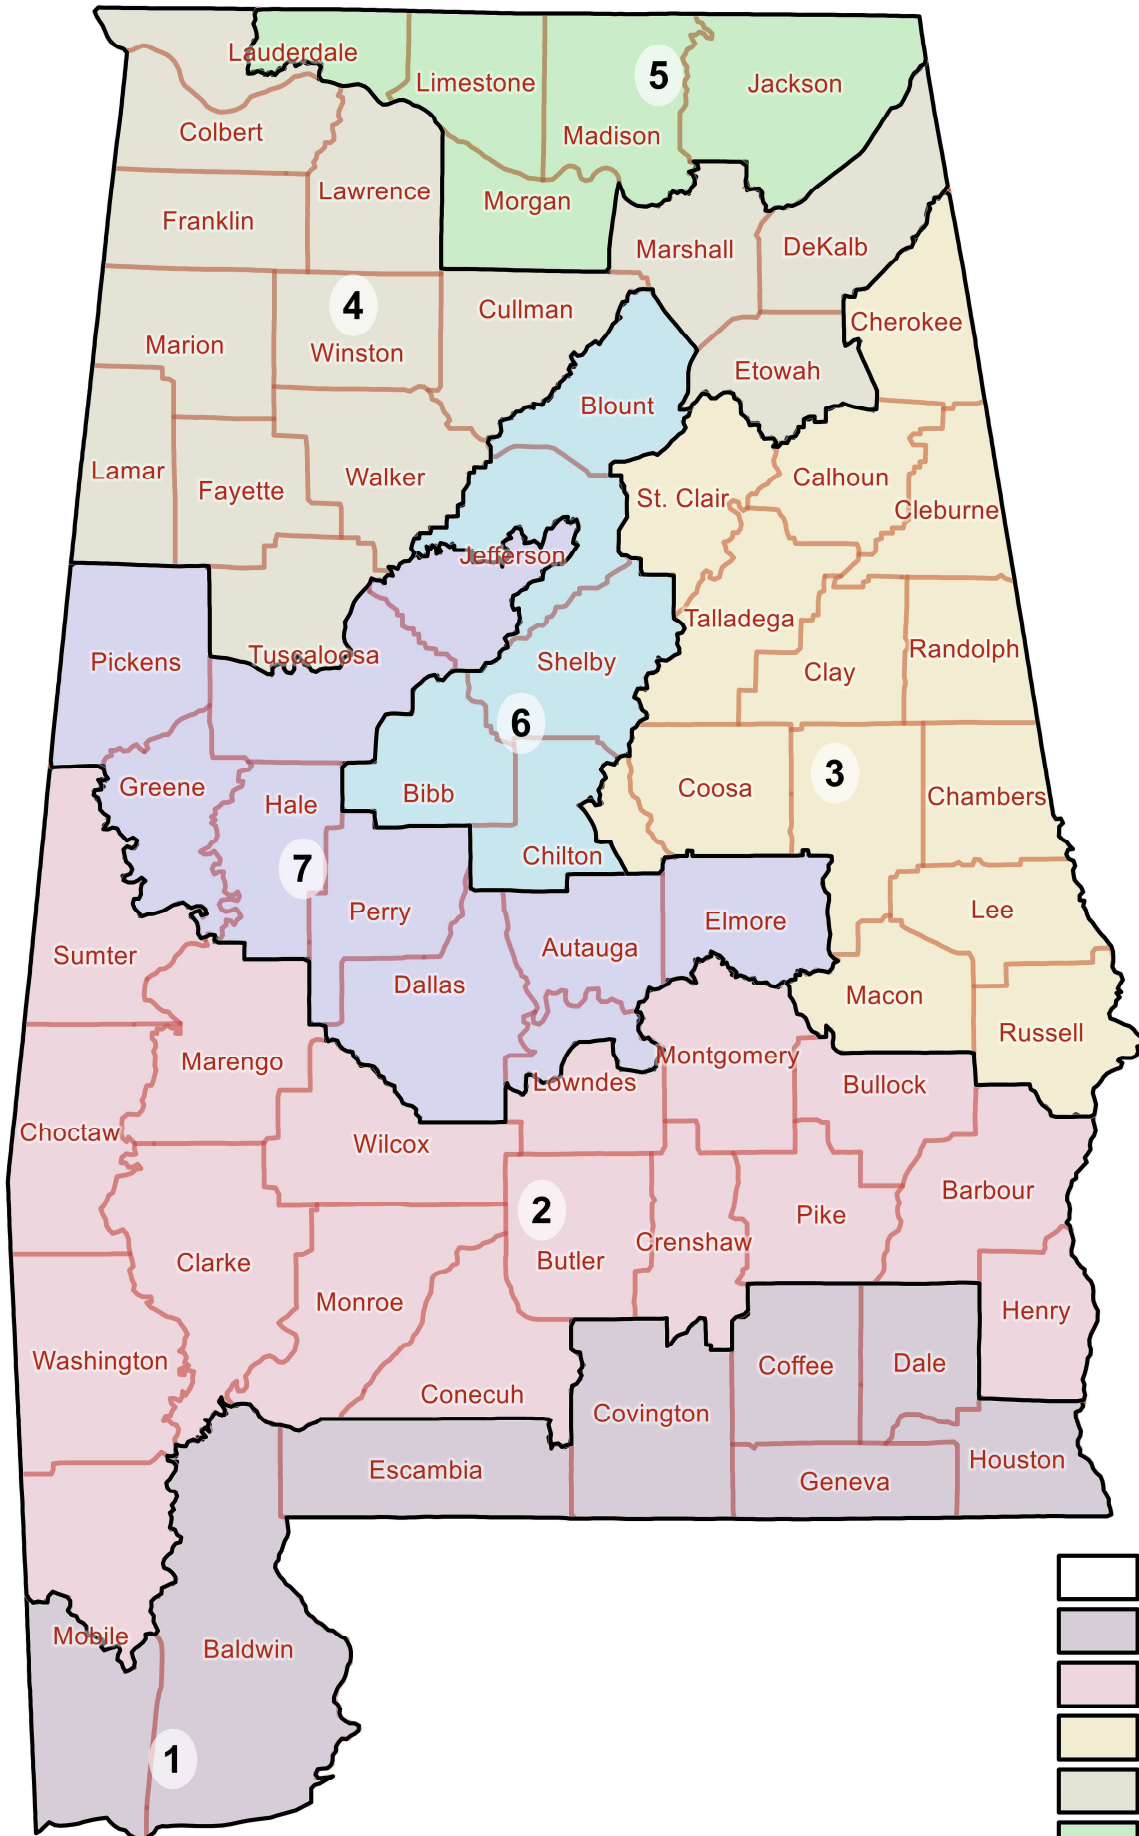 Lauderdale
Limestone
5
Jackson
Colbert
Madison
Lawrence
Morgan
Franklin
Marshall
DeKalb
4
Cullman
Cherokee
Marion
Winston
Etowah
Blount
Lamar
Fayette
Walker
St. Clair
Calhoun
Cleburne
Jefferson
Talladega
Pickens
Tuscaloosa
Shelby
Clay
Randolph
6
Greene
Hale
Bibb
Coosa
3
Chambers
7
Chilton
Perry
Elmore
Lee
Sumter
Autauga
Dallas
Macon
Marengo
Montgomery
Russell
Lowndes
Bullock
Choctaw
Wilcox
Barbour
2
Pike
Clarke
Butler
Crenshaw
Monroe
Henry
Washington
Coffee
Dale
Conecuh
Covington
Escambia
Geneva
Houston
Mobile
Baldwin
1